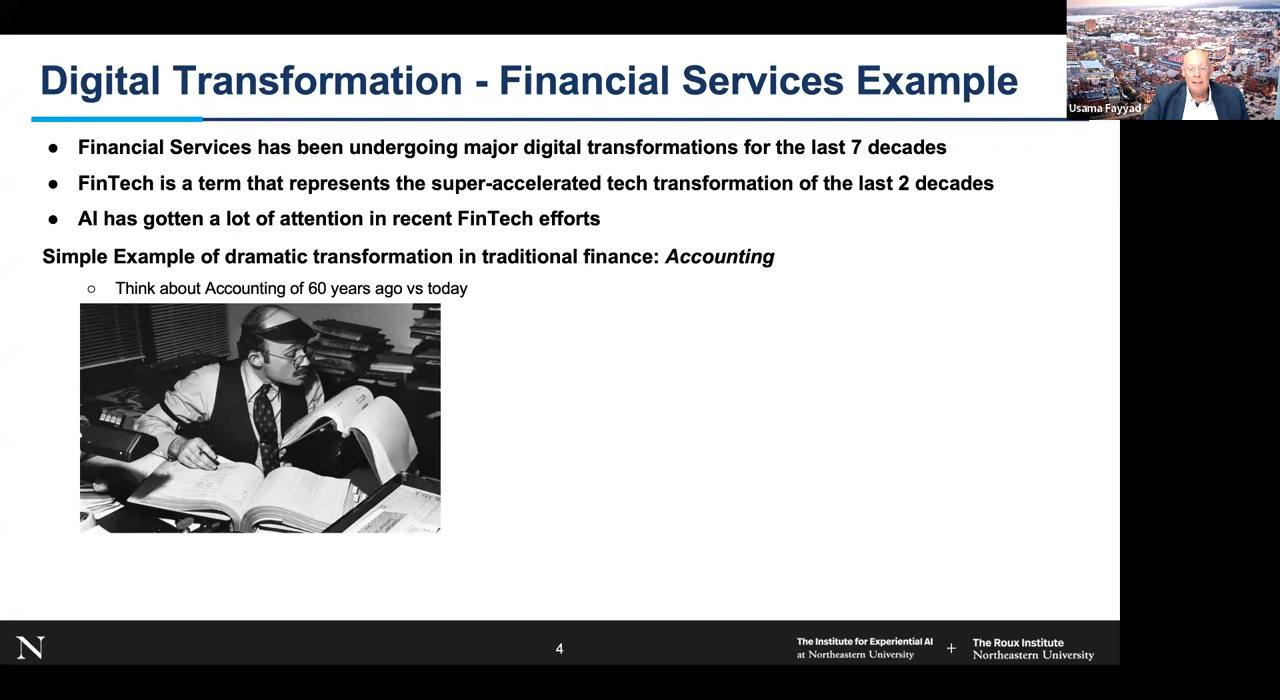 Digital Transformation - Financial Services Example
Usama Fayyad
● Financial Services has been undergoing major digital transformations for the last 7 decades
● FinTech is a term that represents the super-accelerated tech transformation of the last 2 decades
● AI has gotten a lot of attention in recent FinTech efforts
Simple Example of dramatic transformation in traditional finance: Accounting
○ Think about Accounting of 60 years ago vs today
N
4
The Institute for Experiential AI
at Northeastern University
+
The Roux Institute
Northeastern University